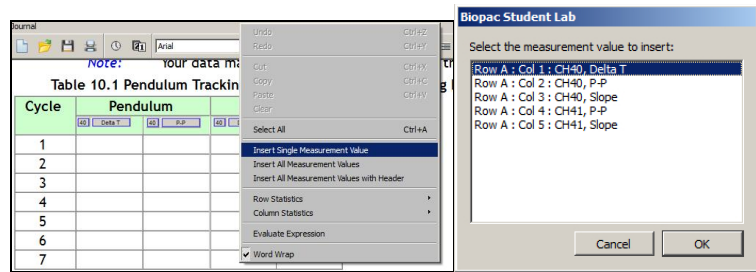 Journal
Arial
Note: Your data ma
Table 10.1 Pendulum Trackin
Cycle Pendulum
40 Delta T 40 P-P 40
1
2
3
4
5
6
7
Undo Ctrl+Z
Redo Ctrl+Y
Cut Ctrl+X
Copy Ctrl+C
Paste Ctrl+V
Clear
Select All Ctrl+A
Insert Single Measurement Value
Insert All Measurement Values
Insert All Measurement Values with Header
Row Statistics
Column Statistics
Evaluate Expression
Word Wrap
Biopac Student Lab
Select the measurement value to insert:
Row A : Col 1 : CH40, Delta T
Row A : Col 2 : CH40, P-P
Row A : Col 3 : CH40, Slope
Row A : Col 4 : CH41, P-P
Row A : Col 5 : CH41, Slope
Cancel OK